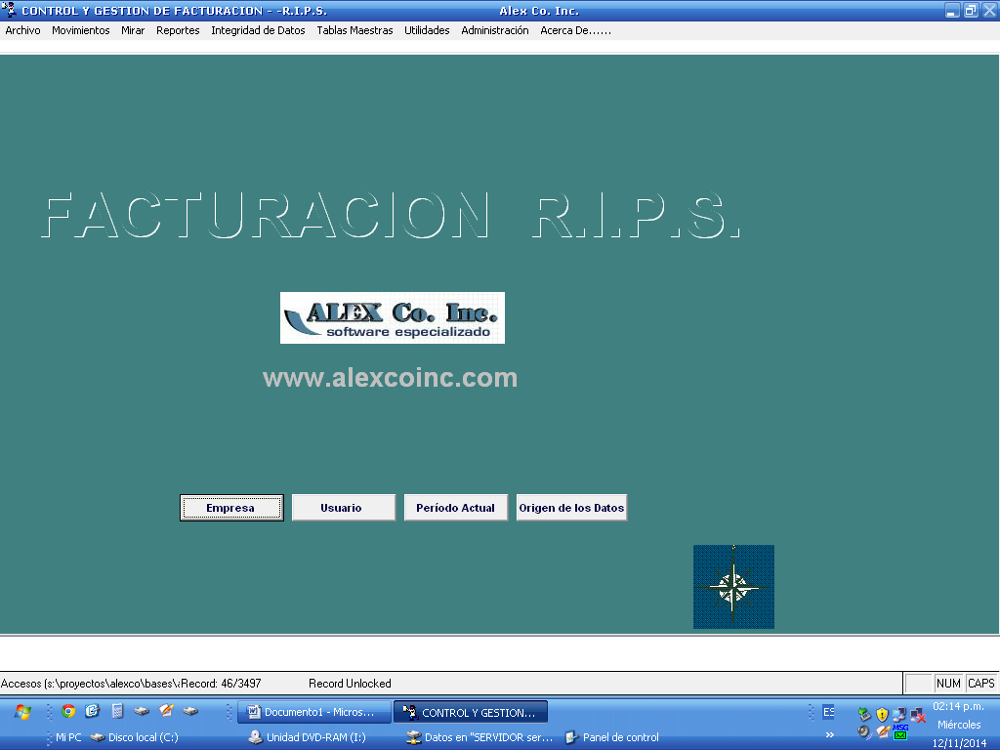 CONTROL Y GESTION DE FACTURACION - -R.I.P.S. Alex Co. Inc.
Archivo Movimientos Mirar Reportes Integridad de Datos Tablas Maestras Utilidades Administración Acerca De......
FACTURACION R.I.P.S.
ALEX Co. Inc.
software especializado
www.alexcoinc.com
Empresa Usuario Período Actual Origen de los Datos
Accesos (s:\proyectos\alexco\bases\ Record: 46/3497 Record Unlocked NUM CAPS
Documento1 - Micros... CONTROL Y GESTION... ES 02:14 p.m.
Miércoles
MSG
Mi PC Disco local (C:) Unidad DVD-RAM (I:) Datos en "SERVIDOR ser... Panel de control »
12/11/2014